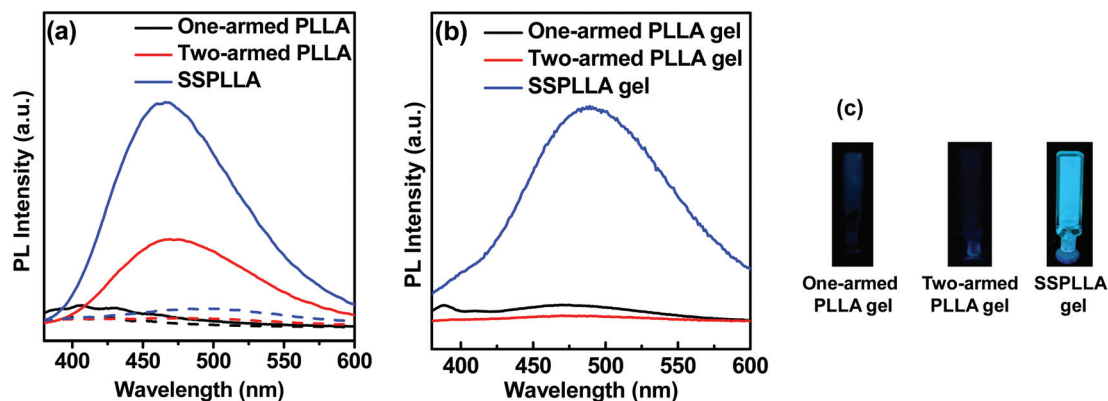 (a)
One-armed PLLA
Two-armed PLLA
SSPLLA
PL Intensity (a.u.)
400 450 500 550 600
Wavelength (nm)
(b)
One-armed PLLA gel
Two-armed PLLA gel
SSPLLA gel
PL Intensity (a.u.)
400 450 500 550 600
Wavelength (nm)
(c)
One-armed
PLLA gel
Two-armed
PLLA gel
SSPLLA
gel